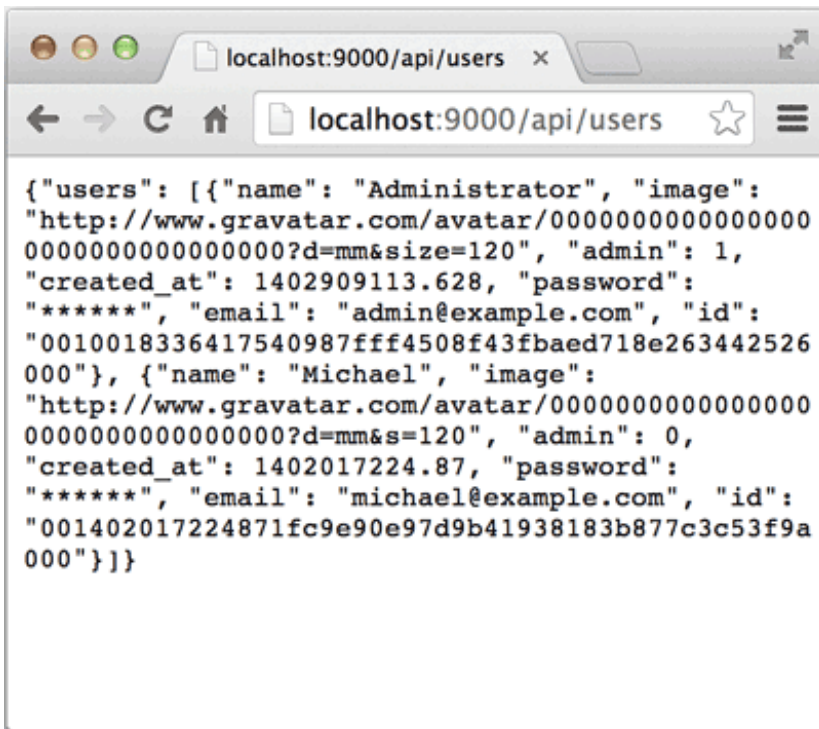 localhost:9000/api/users
localhost:9000/api/users
{"users": [{"name": "Administrator", "image":
"http://www.gravatar.com/avatar/0000000000000000
0000000000000000?d=mm&size=120", "admin": 1,
"created_at": 1402909113.628, "password":
"******", "email": "admin@example.com", "id":
"0010018336417540987fff4508f43fbaed718e263442526
000"}, {"name": "Michael", "image":
"http://www.gravatar.com/avatar/0000000000000000
0000000000000000?d=mm&s=120", "admin": 0,
"created_at": 1402017224.87, "password":
"******", "email": "michael@example.com", "id":
"001402017224871fc9e90e97d9b41938183b877c3c53f9a
000"}]}